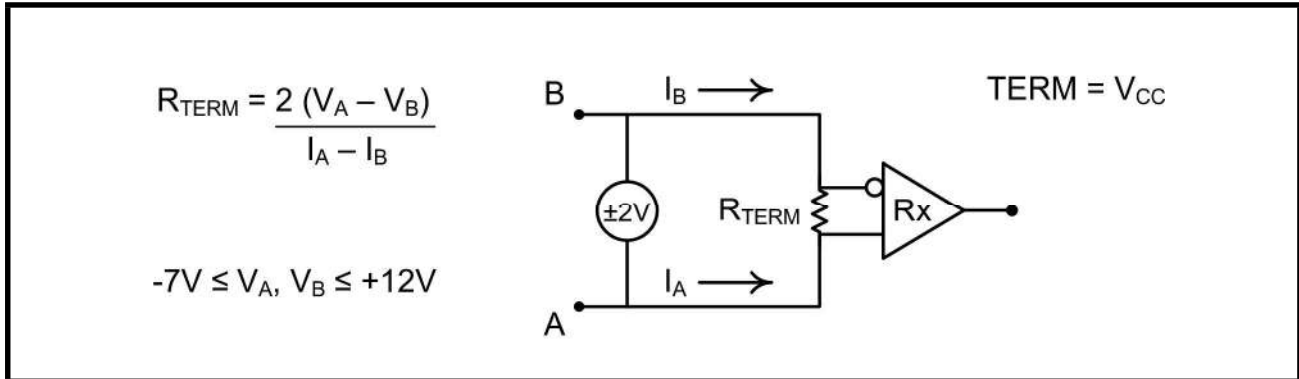 R_TERM = 2 (V_A – V_B)
I_A – I_B
-7V ≤ V_A, V_B ≤ +12V
B
I_B
±2V
R_TERM
Rx
I_A
A
TERM = V_CC